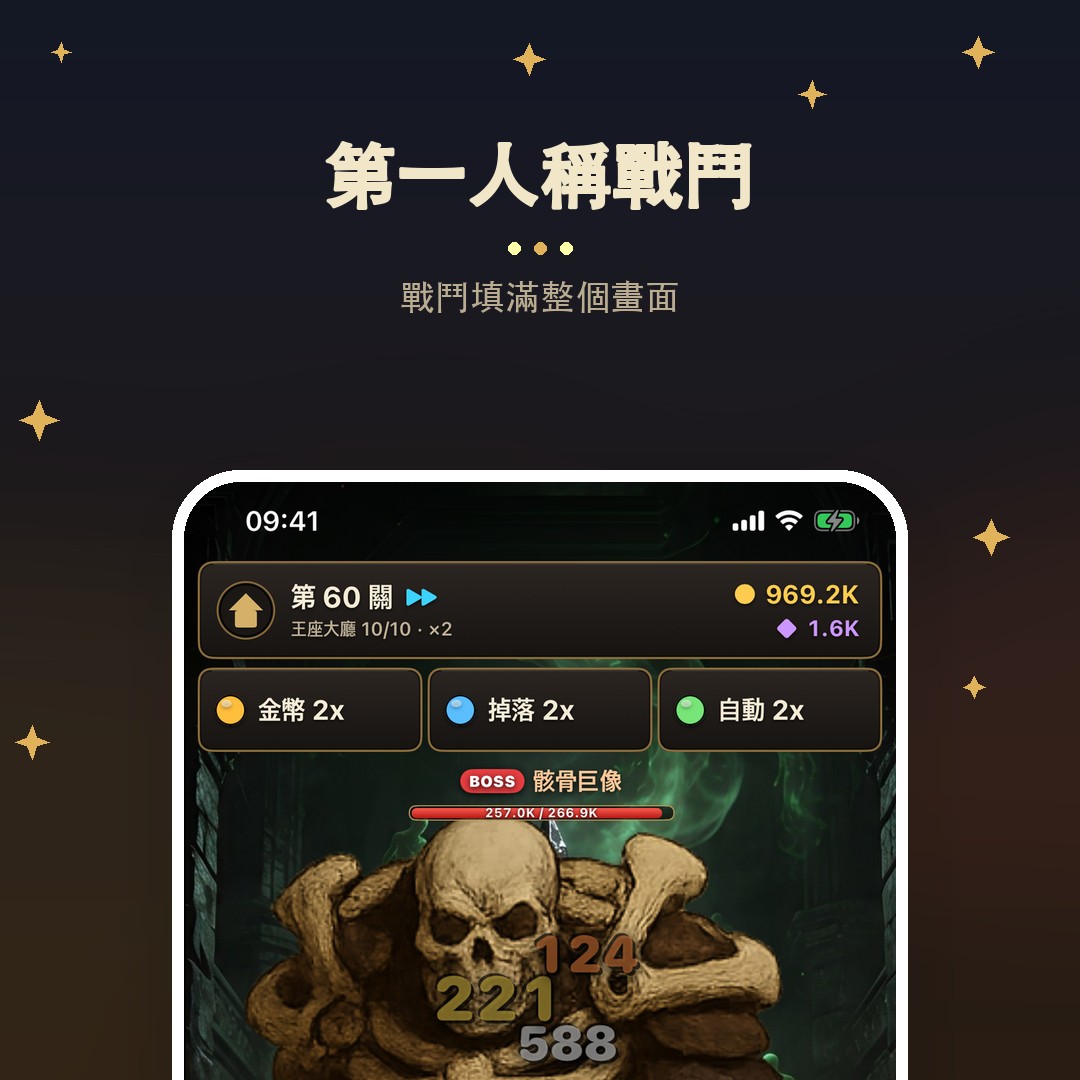 第一人稱戰鬥
戰鬥填滿整個畫面
09:41
第 60 關
969.2K
王座大廳 10/10 · ×2
1.6K
金幣 2x
掉落 2x
自動 2x
BOSS 骸骨巨像
257.0K / 266.9K
124
221
588